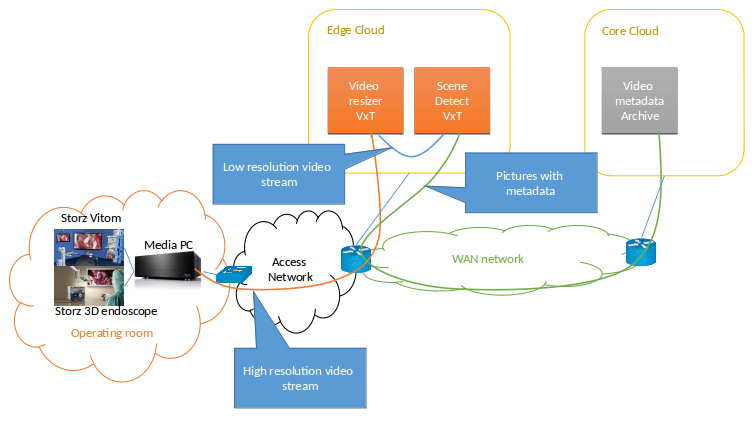 Edge Cloud
Core Cloud
Video
resizer
VxT
Scene
Detect
VxT
Video
metadata
Archive
Low resolution video
stream
Pictures with
metadata
Storz Vitom
Media PC
Access
Network
WAN network
Storz 3D endoscope
Operating room
High resolution video
stream